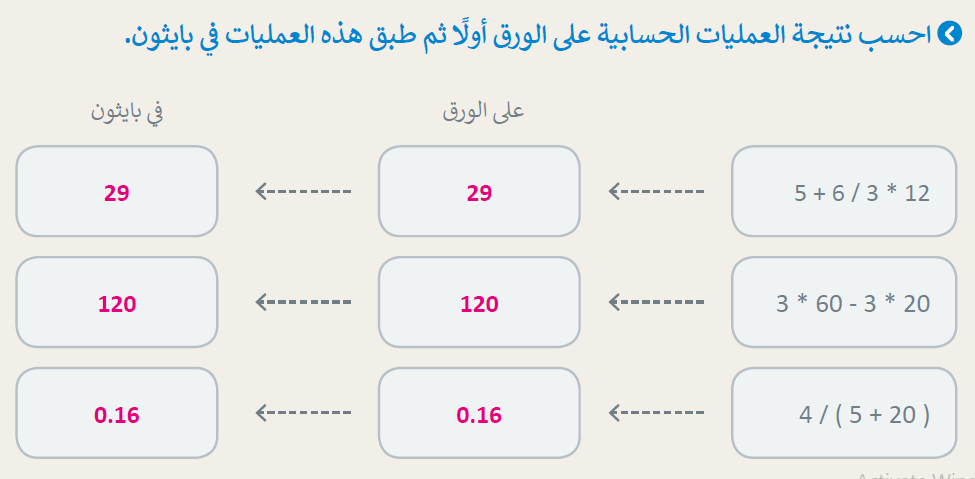 احسب نتيجة العمليات الحسابية على الورق أولًا ثم طبق هذه العمليات في بايثون.
على الورق في بايثون
5 + 6 / 3 * 12 29 29
3 * 60 - 3 * 20 120 120
4 / ( 5 + 20 ) 0.16 0.16